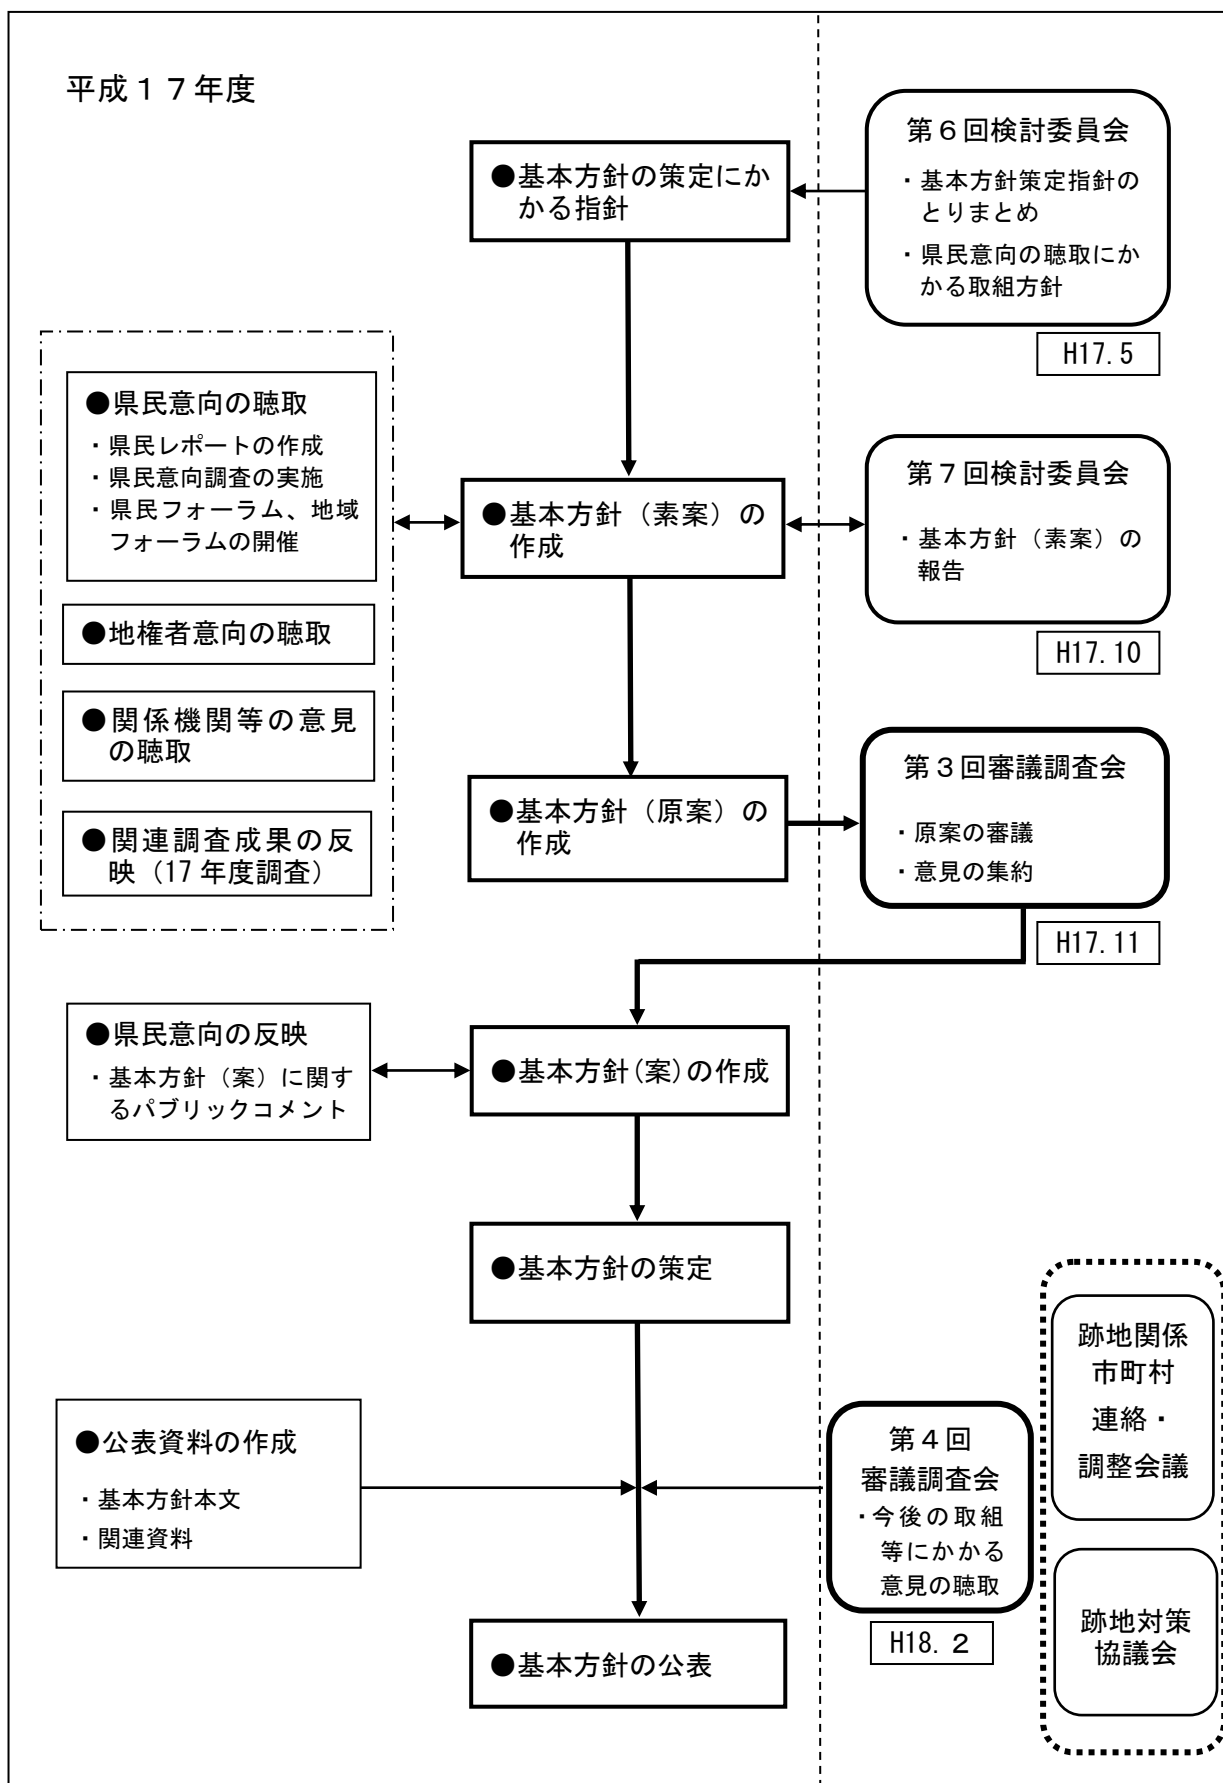 平成１７年度
第６回検討委員会
・基本方針策定指針の
とりまとめ
・県民意向の聴取にか
かる取組方針
H17.5
●基本方針の策定にか
かる指針
●県民意向の聴取
・県民レポートの作成
・県民意向調査の実施
・県民フォーラム、地域
フォーラムの開催
●地権者意向の聴取
●関係機関等の意見
の聴取
●関連調査成果の反
映（17年度調査）
●基本方針（素案）の
作成
第７回検討委員会
・基本方針（素案）の
報告
H17.10
●基本方針（原案）の
作成
第３回審議調査会
・原案の審議
・意見の集約
H17.11
●県民意向の反映
・基本方針（案）に関す
るパブリックコメント
●基本方針(案)の作成
●基本方針の策定
●公表資料の作成
・基本方針本文
・関連資料
第４回
審議調査会
・今後の取組
等にかかる
意見の聴取
H18.２
跡地関係
市町村
連絡・
調整会議
跡地対策
協議会
●基本方針の公表